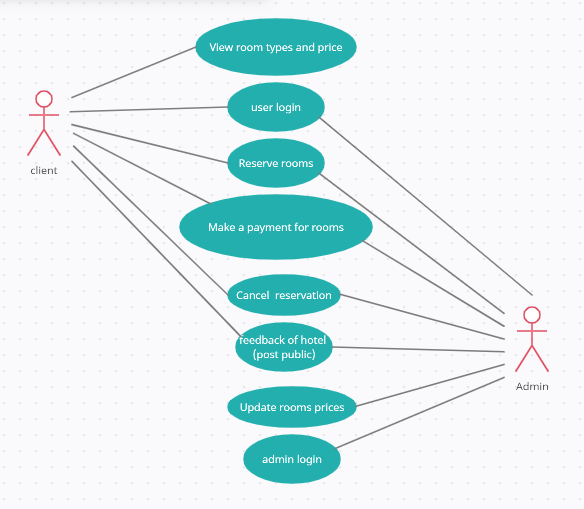 View room types and price
user login
client
Reserve rooms
Make a payment for rooms
Cancel reservation
feedback of hotel
(post public)
Admin
Update rooms prices
admin login